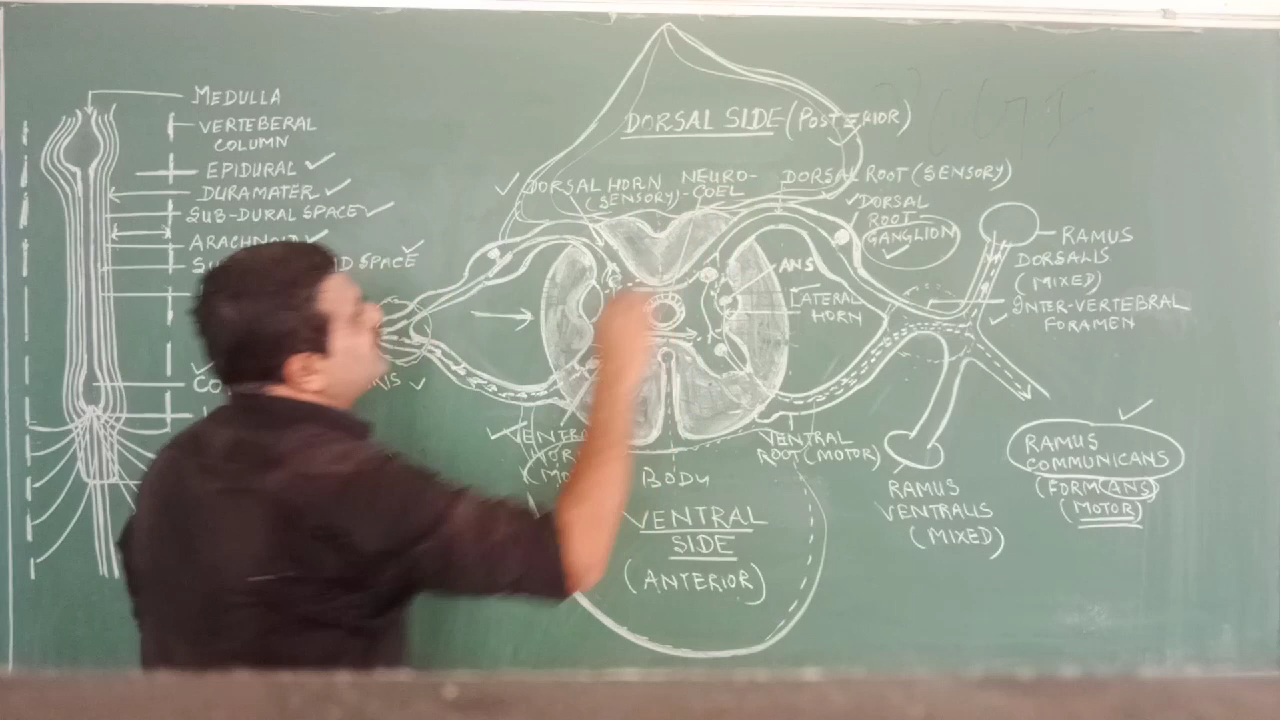 MEDULLA
VERTEBERAL
COLUMN
EPIDURAL
DURAMATER
SUB-DURAL SPACE
ARACHNOID
SPACE
DORSAL SIDE (POSTERIOR)
DORSAL HORN
(SENSORY)
NEURO-
-COEL
DORSAL ROOT (SENSORY)
DORSAL
ROOT
GANGLION
ANS
LATERAL
HORN
RAMUS
DORSALIS
(MIXED)
INTER-VERTEBRAL
FORAMEN
VENTRAL
ROOT (MOTOR)
BODY
VENTRAL
SIDE
(ANTERIOR)
RAMUS
VENTRALIS
(MIXED)
RAMUS
COMMUNICANS
(FORM ANS)
(MOTOR)